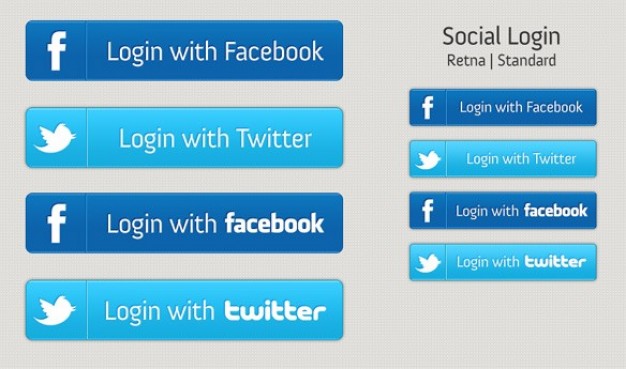 Login with Facebook
Login with Twitter
Login with facebook
Login with twitter
Social Login
Retna | Standard
Login with Facebook
Login with Twitter
Login with facebook
Login with twitter